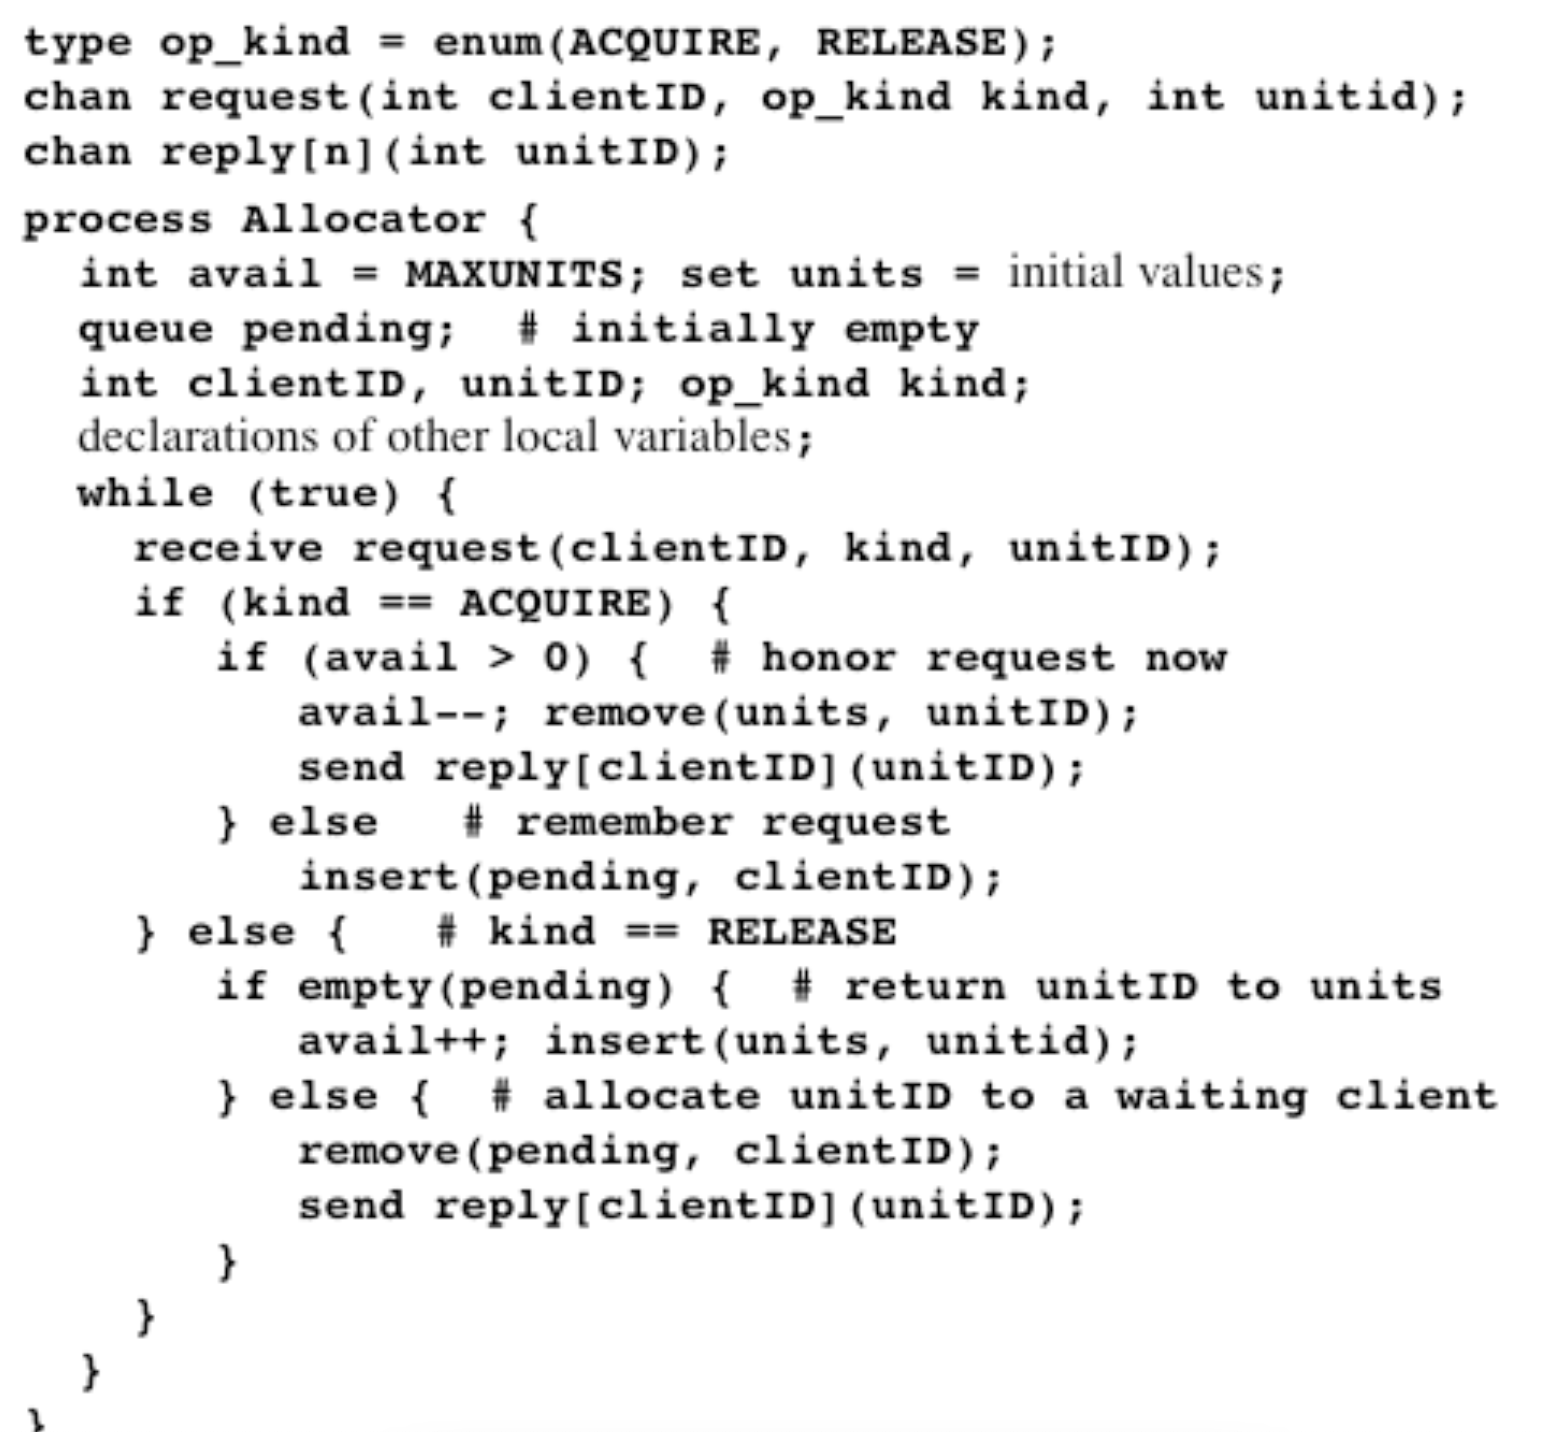 type op_kind = enum(ACQUIRE, RELEASE);
chan request(int clientID, op_kind kind, int unitid);
chan reply[n](int unitID);
process Allocator {
int avail = MAXUNITS; set units = initial values;
queue pending; # initially empty
int clientID, unitID; op_kind kind;
declarations of other local variables;
while (true) {
receive request(clientID, kind, unitID);
if (kind == ACQUIRE) {
if (avail > 0) { # honor request now
avail--; remove(units, unitID);
send reply[clientID](unitID);
} else # remember request
insert(pending, clientID);
} else { # kind == RELEASE
if empty(pending) { # return unitID to units
avail++; insert(units, unitid);
} else { # allocate unitID to a waiting client
remove(pending, clientID);
send reply[clientID](unitID);
}
}
}
}